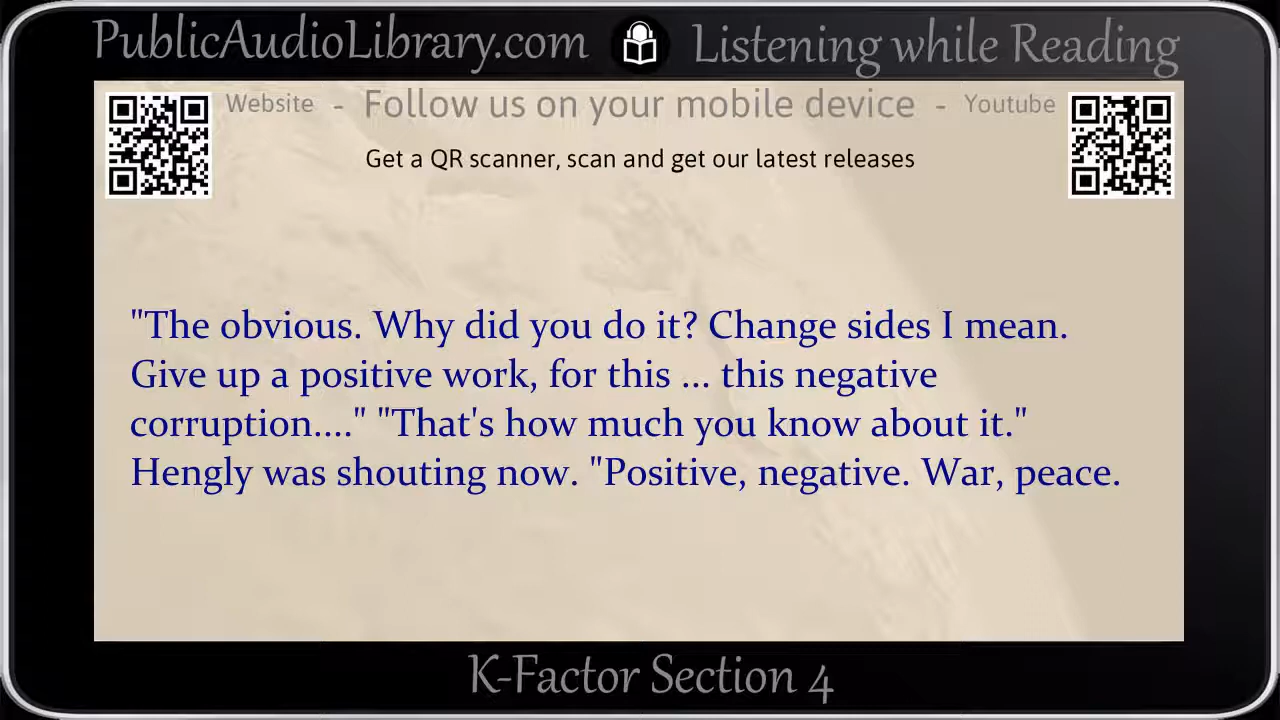 PublicAudioLibrary.com Listening while Reading
Website - Follow us on your mobile device - Youtube
Get a QR scanner, scan and get our latest releases
"The obvious. Why did you do it? Change sides I mean.
Give up a positive work, for this ... this negative
corruption...." "That's how much you know about it."
Hengly was shouting now. "Positive, negative. War, peace.
K-Factor Section 4